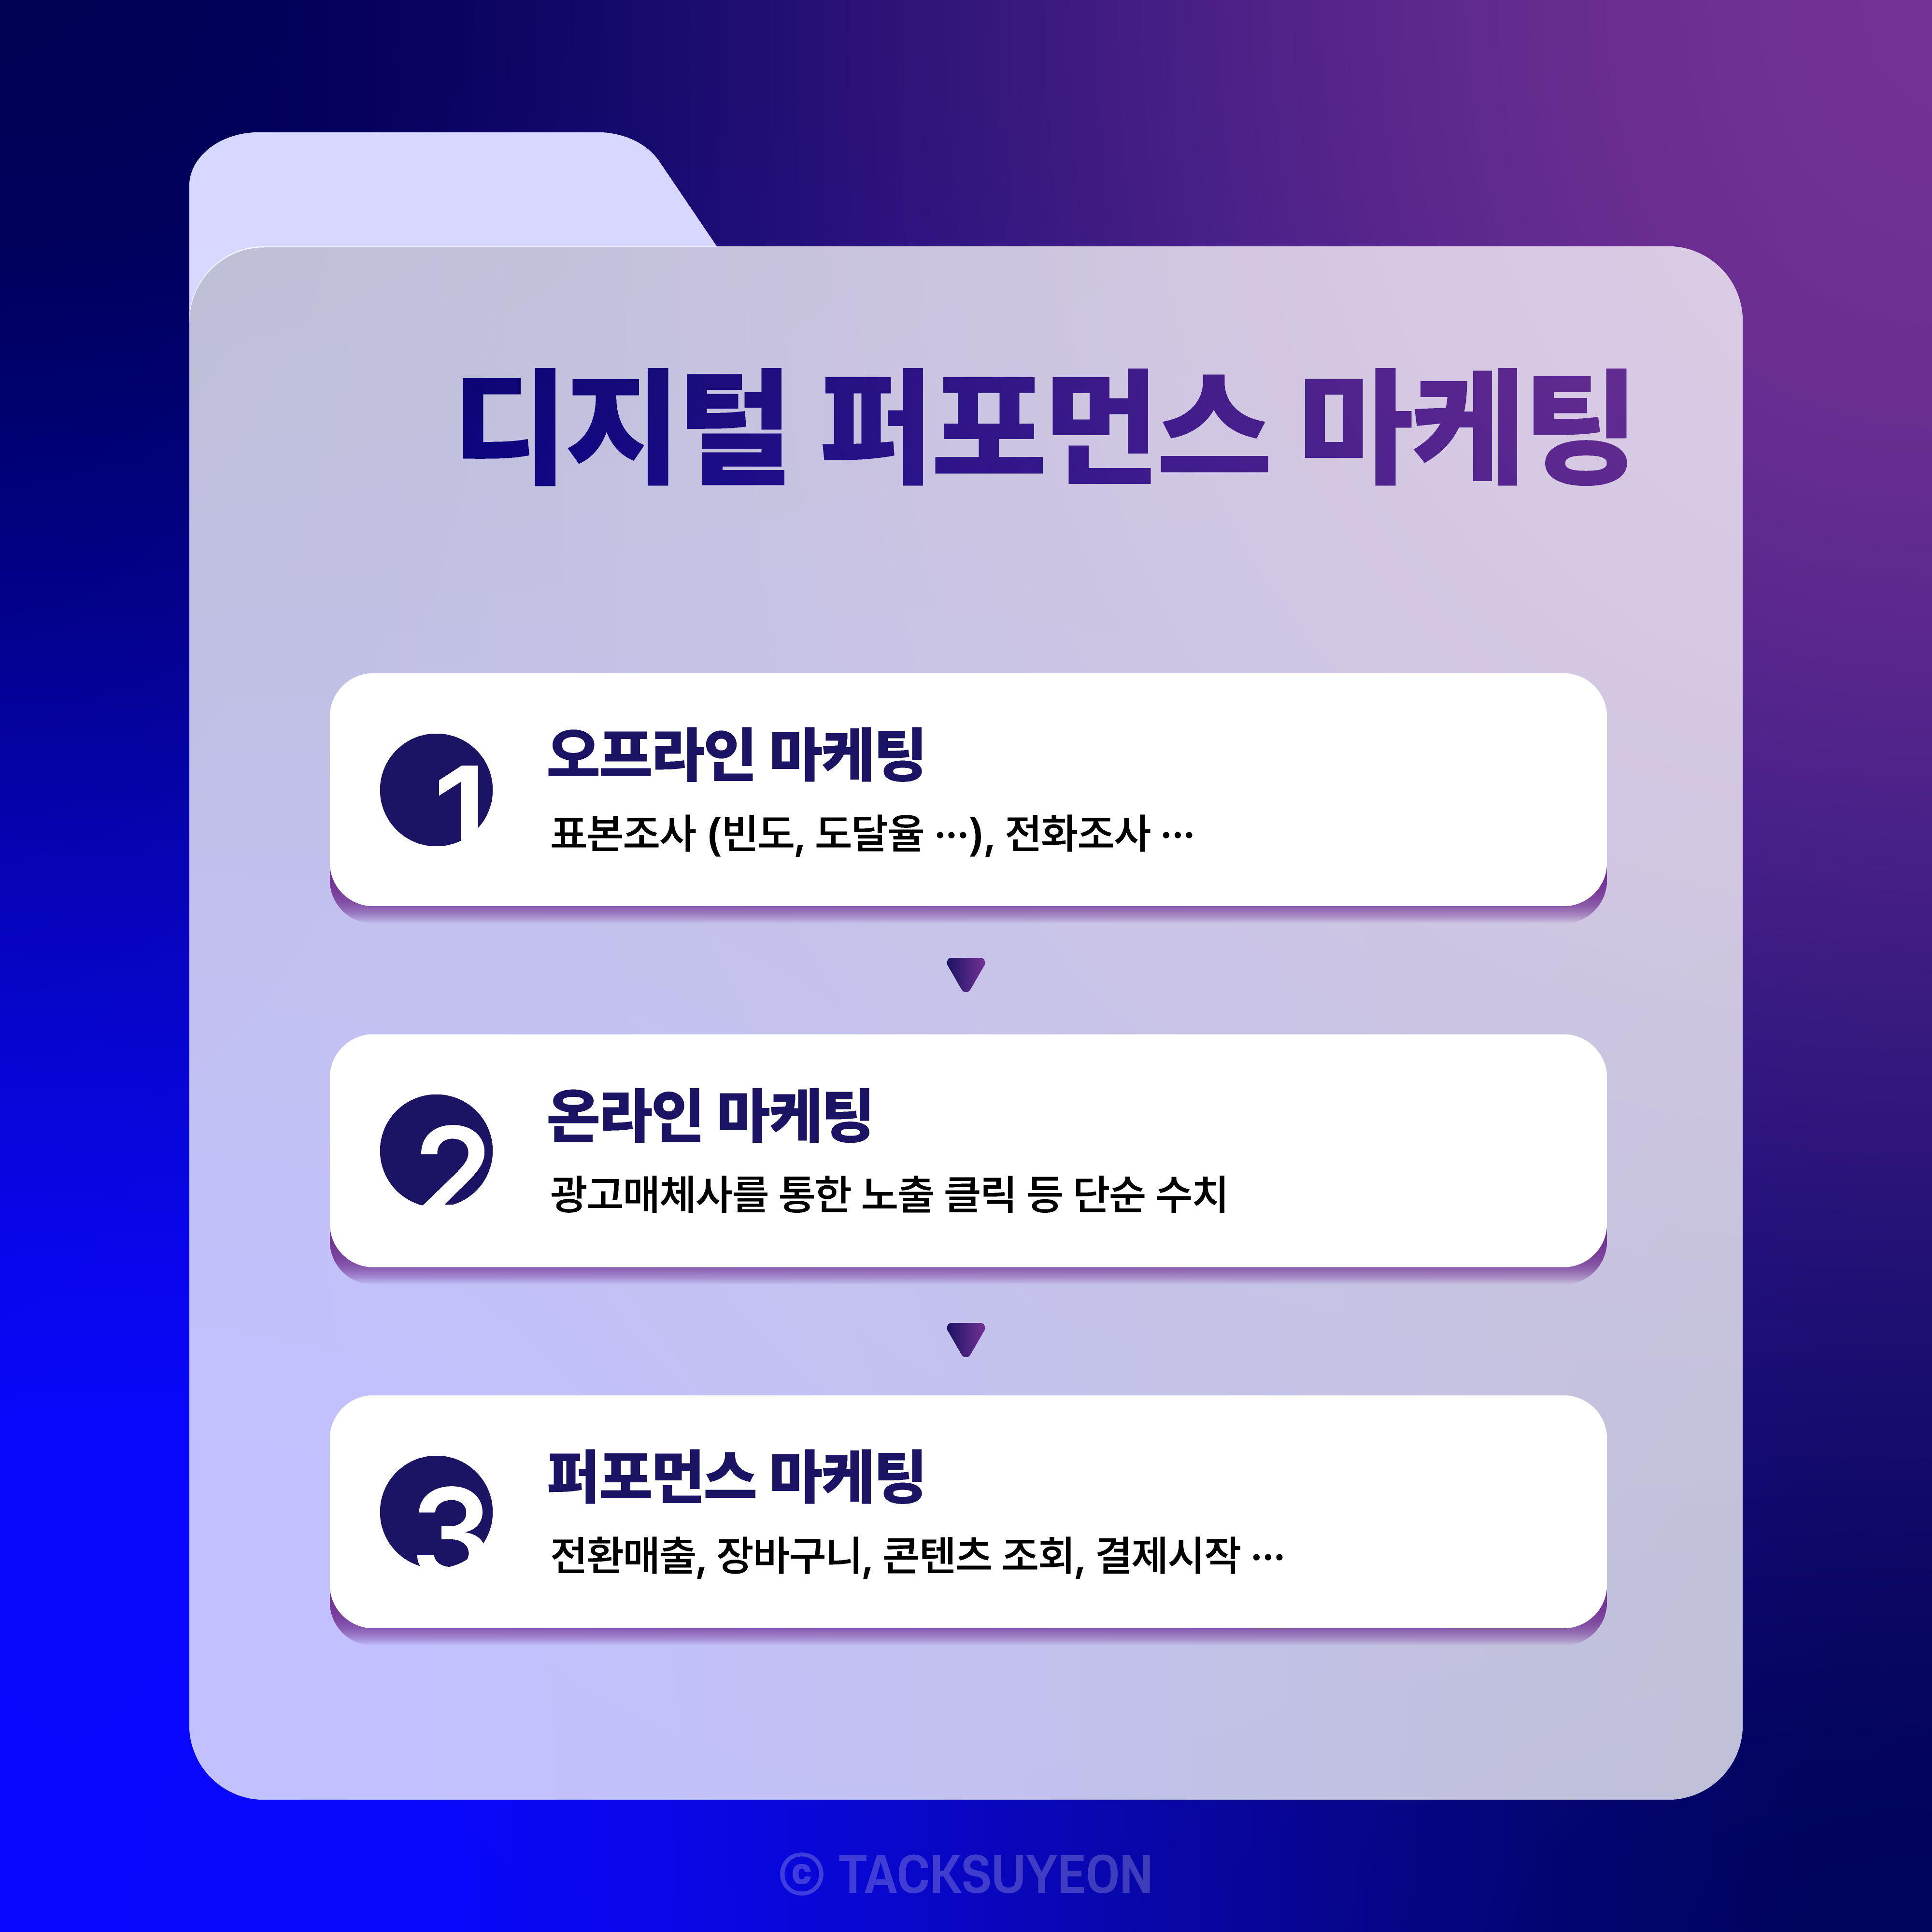 디지털 퍼포먼스 마케팅
1
오프라인 마케팅
표본조사 (빈도, 도달율 ⋯), 전화조사 ⋯
2
온라인 마케팅
광고매체사를 통한 노출 클릭 등 단순 수치
3
퍼포먼스 마케팅
전환매출, 장바구니, 콘텐츠 조회, 결제시작 ⋯
© TACKSUYEON